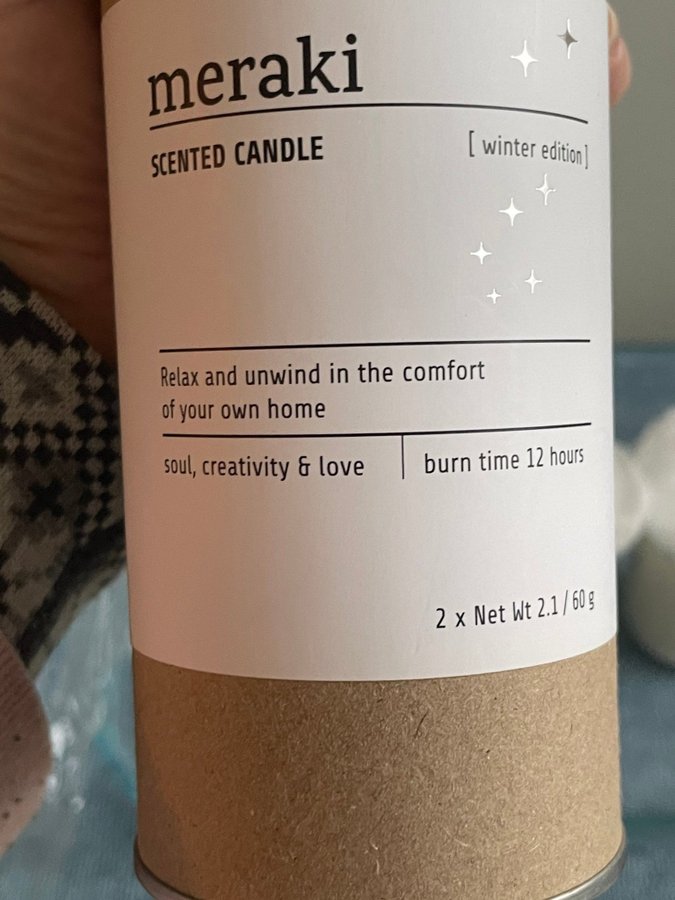 meraki
SCENTED CANDLE
[ winter edition ]
Relax and unwind in the comfort
of your own home
soul, creativity & love
burn time 12 hours
2 x Net Wt 2.1 / 60 g